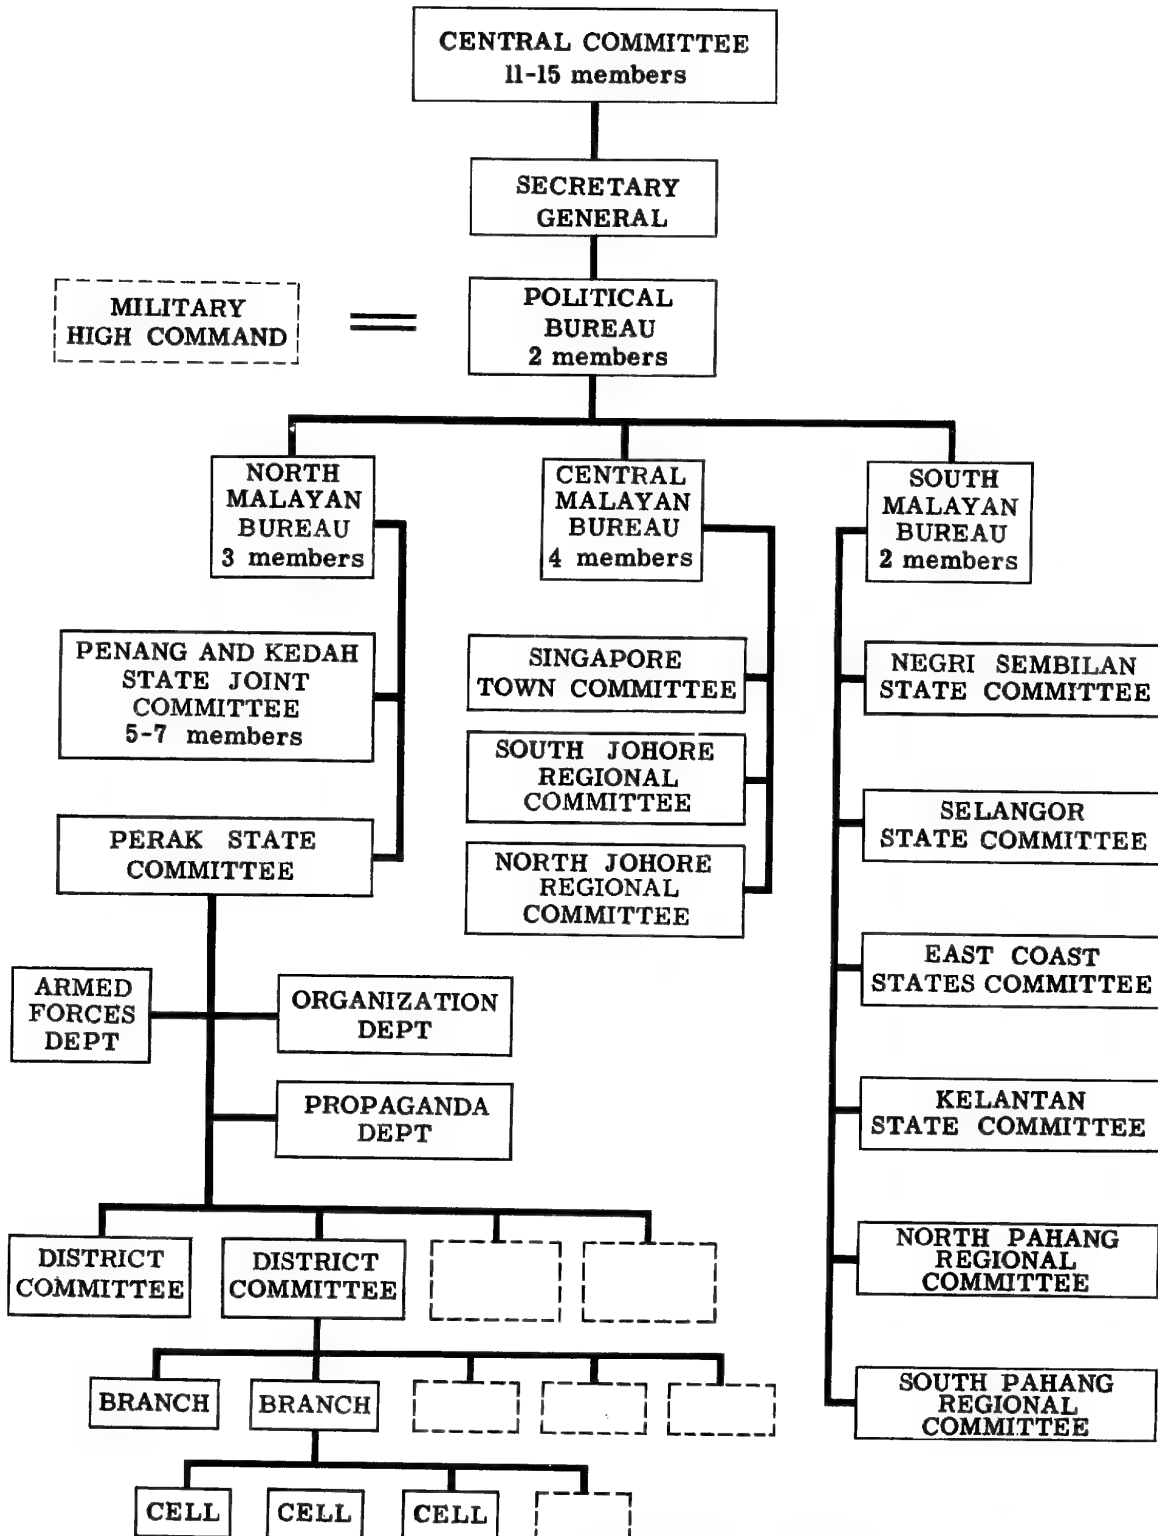 CENTRAL COMMITTEE
11-15 members
SECRETARY
GENERAL
MILITARY
HIGH COMMAND
POLITICAL
BUREAU
2 members
NORTH
MALAYAN
BUREAU
3 members
CENTRAL
MALAYAN
BUREAU
4 members
SOUTH
MALAYAN
BUREAU
2 members
PENANG AND KEDAH
STATE JOINT
COMMITTEE
5-7 members
PERAK STATE
COMMITTEE
SINGAPORE
TOWN COMMITTEE
SOUTH JOHORE
REGIONAL
COMMITTEE
NORTH JOHORE
REGIONAL
COMMITTEE
NEGRI SEMBILAN
STATE COMMITTEE
SELANGOR
STATE COMMITTEE
EAST COAST
STATES COMMITTEE
KELANTAN
STATE COMMITTEE
NORTH PAHANG
REGIONAL
COMMITTEE
SOUTH PAHANG
REGIONAL
COMMITTEE
ARMED
FORCES
DEPT
ORGANIZATION
DEPT
PROPAGANDA
DEPT
DISTRICT
COMMITTEE
DISTRICT
COMMITTEE
BRANCH
BRANCH
CELL
CELL
CELL